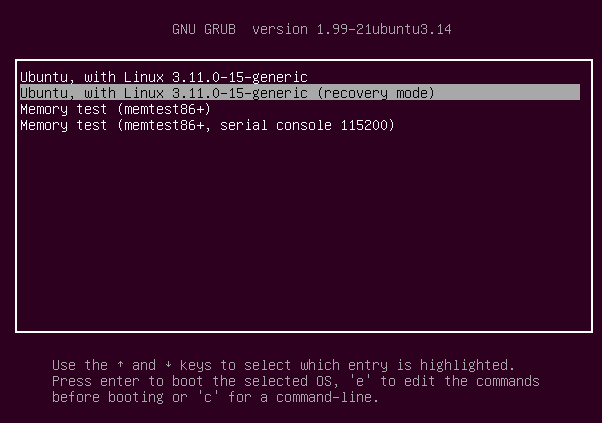 GNU GRUB  version 1.99-21ubuntu3.14
Ubuntu, with Linux 3.11.0-15-generic
Ubuntu, with Linux 3.11.0-15-generic (recovery mode)
Memory test (memtest86+)
Memory test (memtest86+, serial console 115200)
Use the ↑ and ↓ keys to select which entry is highlighted.
Press enter to boot the selected OS, 'e' to edit the commands
before booting or 'c' for a command-line.